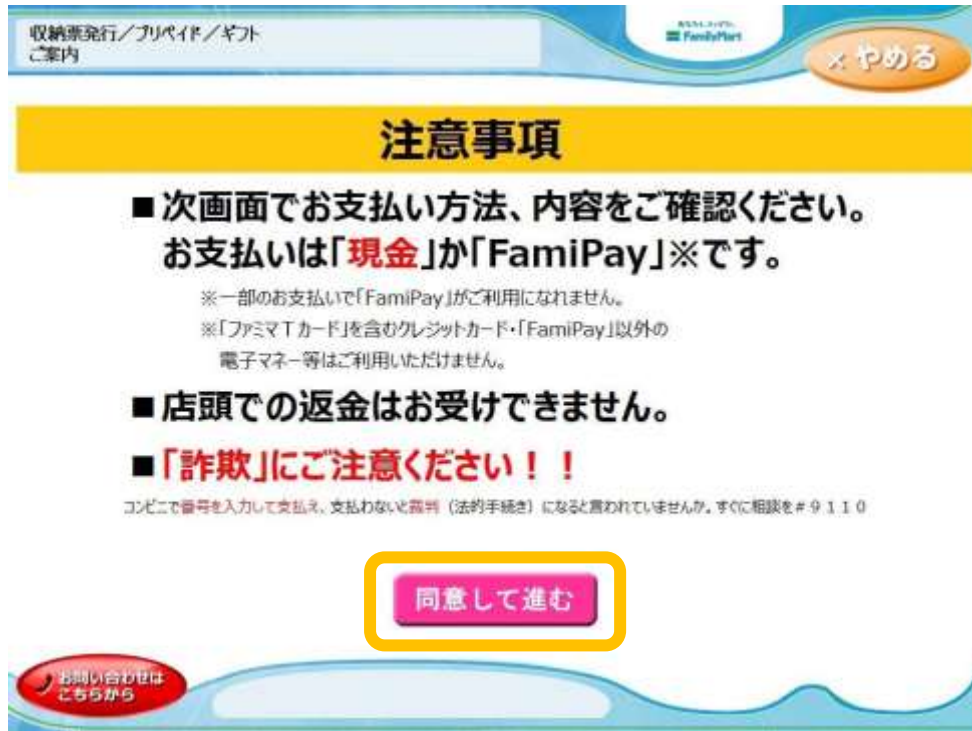 収納票発行／プリペイド／ギフト
ご案内
FamilyMart
× やめる
注意事項
■次画面でお支払い方法、内容をご確認ください。
お支払いは「現金」か「FamiPay」※です。
※一部のお支払いで「FamiPay」がご利用になれません。
※「ファミマTカード」を含むクレジットカード・「FamiPay」以外の
電子マネー等はご利用いただけません。
■店頭での返金はお受けできません。
■「詐欺」にご注意ください！！
コンビニで番号を入力して支払え、支払わないと裁判（法的手続き）になると言われていませんか。すぐに相談を＃９１１０
同意して進む
お問い合わせは
こちらから